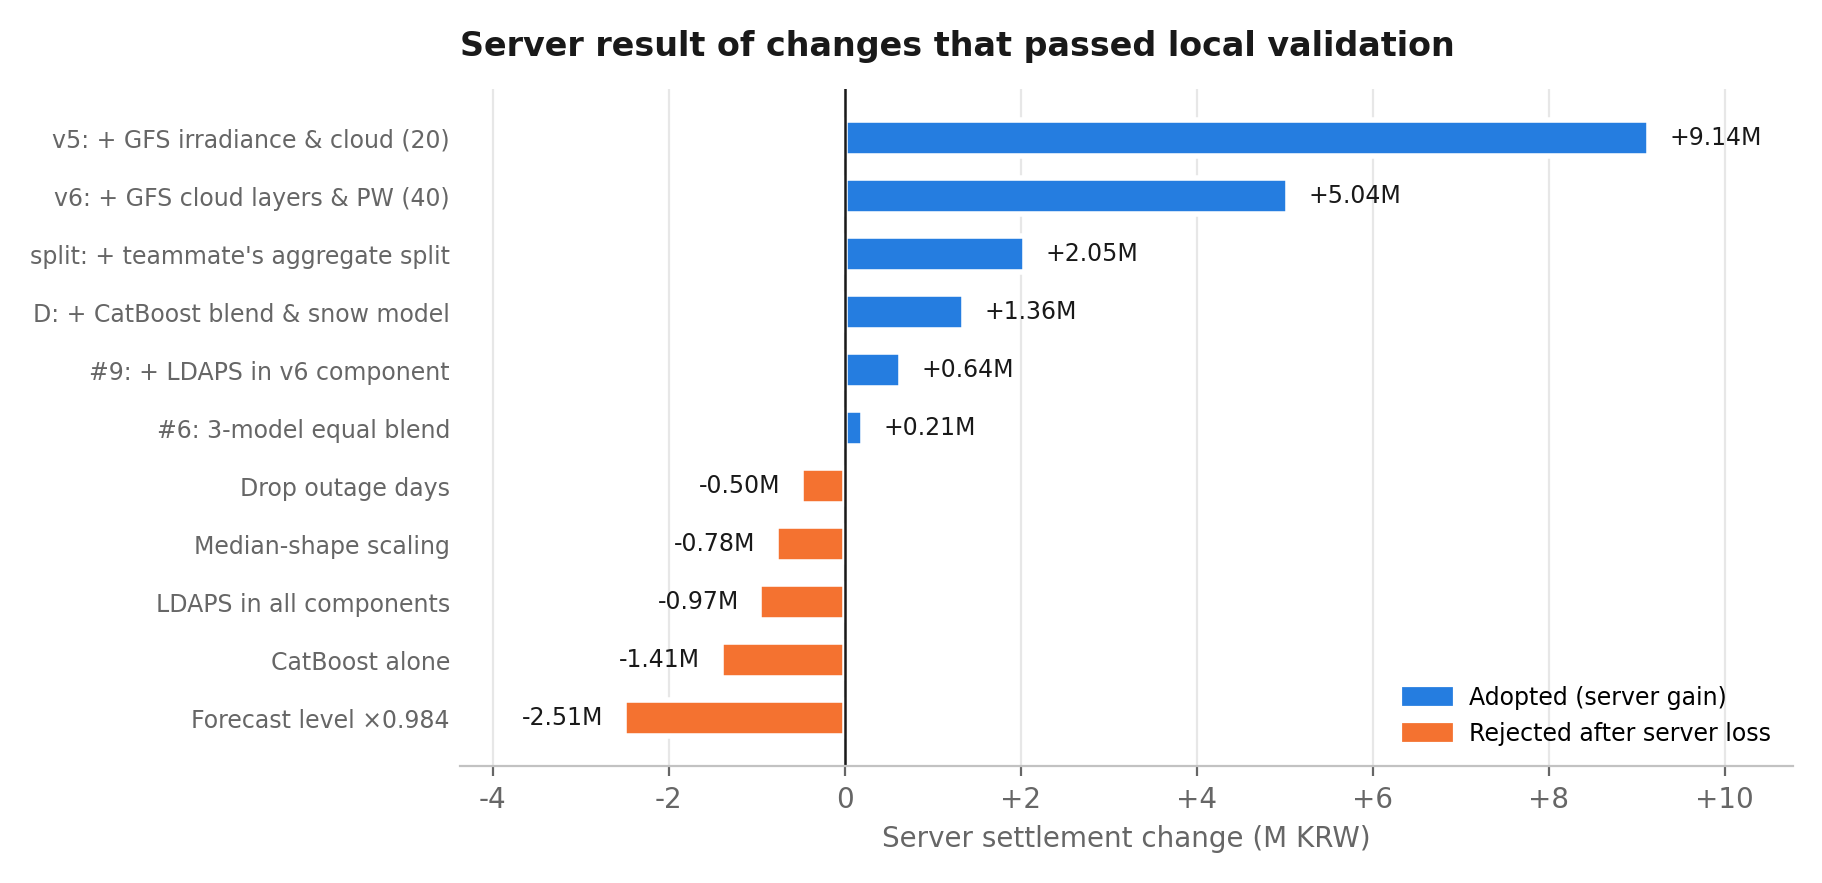 Server result of changes that passed local validation
v5: + GFS irradiance & cloud (20)
+9.14M
v6: + GFS cloud layers & PW (40)
+5.04M
split: + teammate's aggregate split
+2.05M
D: + CatBoost blend & snow model
+1.36M
#9: + LDAPS in v6 component
+0.64M
#6: 3-model equal blend
+0.21M
Drop outage days
-0.50M
Median-shape scaling
-0.78M
LDAPS in all components
-0.97M
CatBoost alone
-1.41M
Forecast level ×0.984
-2.51M
Adopted (server gain)
Rejected after server loss
-4 -2 0 +2 +4 +6 +8 +10
Server settlement change (M KRW)